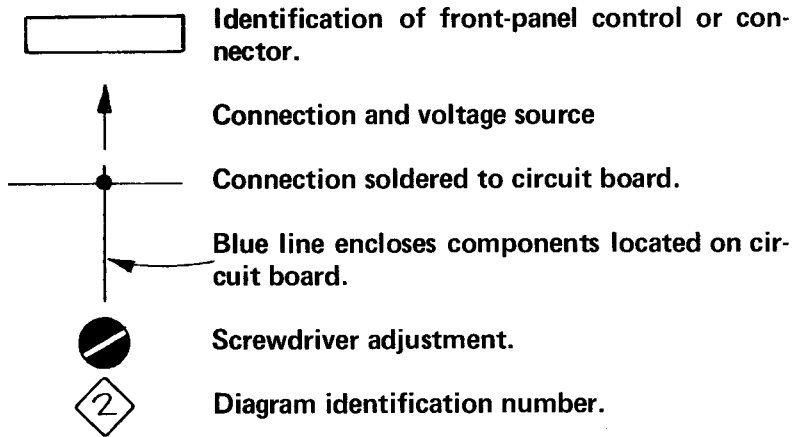 Identification of front-panel control or con-
nector.
Connection and voltage source
Connection soldered to circuit board.
Blue line encloses components located on cir-
cuit board.
Screwdriver adjustment.
2
Diagram identification number.